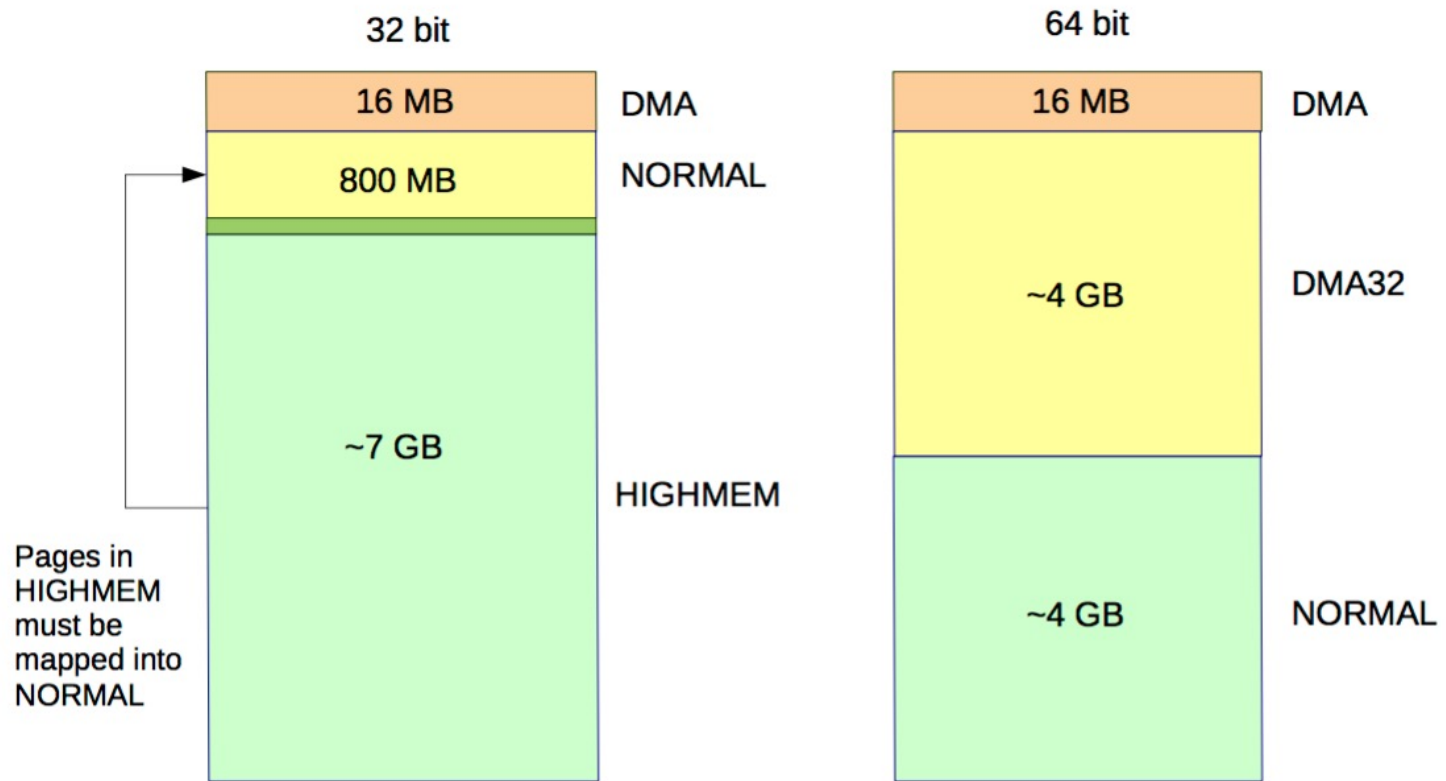 32 bit
64 bit
16 MB
DMA
16 MB
DMA
800 MB
NORMAL
~4 GB
DMA32
~7 GB
HIGHMEM
Pages in
HIGHMEM
must be
mapped into
NORMAL
~4 GB
NORMAL